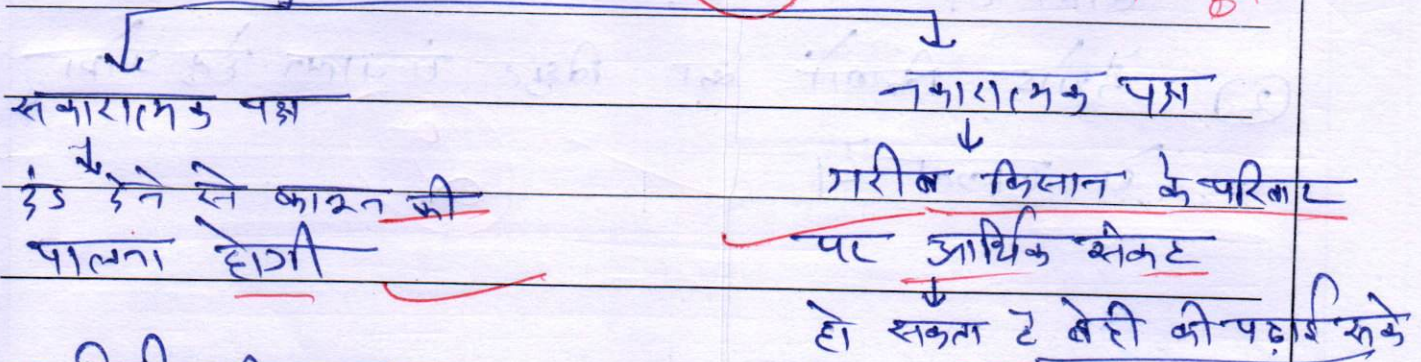 सकारात्मक पक्ष
दंड देने से कानून की
पालना होगी
नकारात्मक पक्ष
गरीब किसान के परिवार
पर आर्थिक संकट
हो सकता है बेटी की पढ़ाई रुके